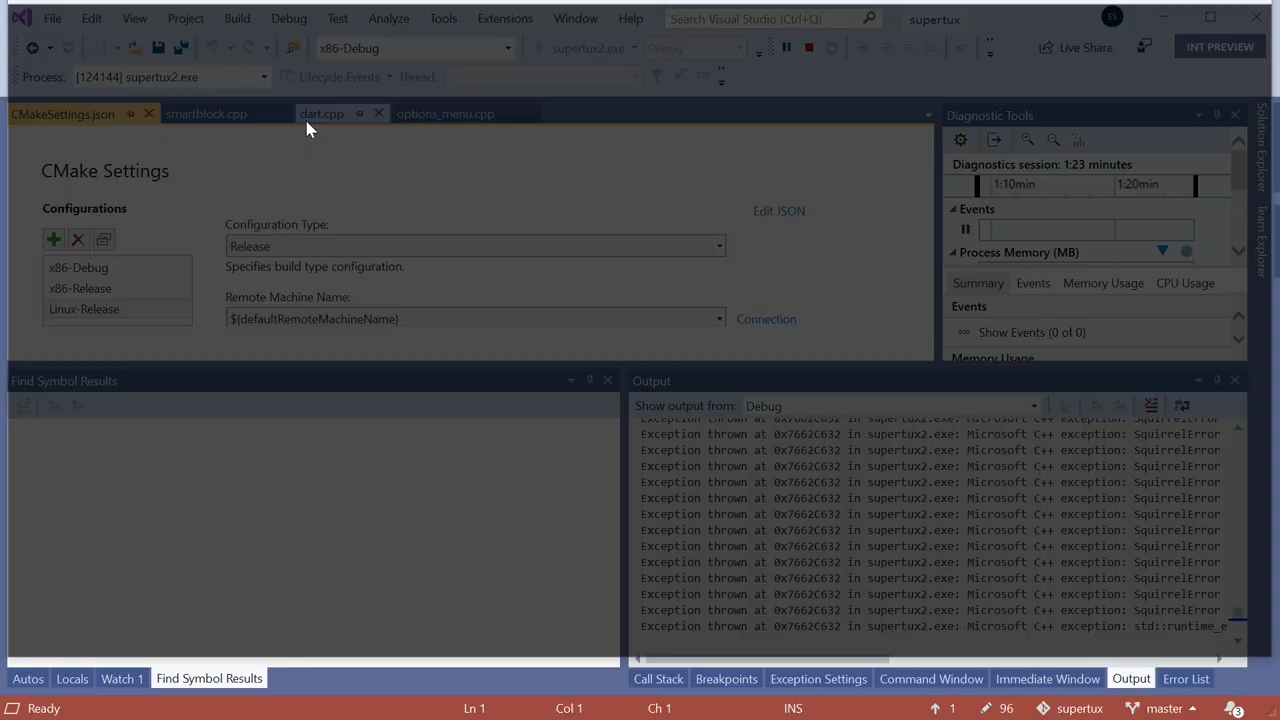 File Edit View Project Build Debug Test Analyze Tools Extensions Window Help Search Visual Studio (Ctrl+Q) supertux ES
x86-Debug supertux2.exe Debug Live Share INT PREVIEW
Process: [124144] supertux2.exe Lifecycle Events Thread:
CMakeSettings.json smartblock.cpp dart.cpp options_menu.cpp
CMake Settings
Configurations
Edit JSON
Configuration Type:
Release
Specifies build type configuration.
x86-Debug
x86-Release
Linux-Release
Remote Machine Name:
${defaultRemoteMachineName} Connection
Diagnostic Tools
Diagnostics session: 1:23 minutes
1:10min 1:20min
Events
Process Memory (MB)
Summary Events Memory Usage CPU Usage
Events
Show Events (0 of 0)
Memory Usage
Solution Explorer
Team Explorer
Find Symbol Results
Output
Show output from: Debug
Exception thrown at 0x7662C632 in supertux2.exe: Microsoft C++ exception: SquirrelError
Exception thrown at 0x7662C632 in supertux2.exe: Microsoft C++ exception: SquirrelError
Exception thrown at 0x7662C632 in supertux2.exe: Microsoft C++ exception: SquirrelError
Exception thrown at 0x7662C632 in supertux2.exe: Microsoft C++ exception: SquirrelError
Exception thrown at 0x7662C632 in supertux2.exe: Microsoft C++ exception: SquirrelError
Exception thrown at 0x7662C632 in supertux2.exe: Microsoft C++ exception: SquirrelError
Exception thrown at 0x7662C632 in supertux2.exe: Microsoft C++ exception: SquirrelError
Exception thrown at 0x7662C632 in supertux2.exe: Microsoft C++ exception: SquirrelError
Exception thrown at 0x7662C632 in supertux2.exe: Microsoft C++ exception: SquirrelError
Exception thrown at 0x7662C632 in supertux2.exe: Microsoft C++ exception: SquirrelError
Exception thrown at 0x7662C632 in supertux2.exe: Microsoft C++ exception: SquirrelError
Exception thrown at 0x7662C632 in supertux2.exe: Microsoft C++ exception: SquirrelError
Exception thrown at 0x7662C632 in supertux2.exe: Microsoft C++ exception: SquirrelError
Exception thrown at 0x7662C632 in supertux2.exe: Microsoft C++ exception: std::runtime_e
Autos Locals Watch 1 Find Symbol Results
Call Stack Breakpoints Exception Settings Command Window Immediate Window Output Error List
Ready Ln 1 Col 1 Ch 1 INS 1 96 supertux master 3